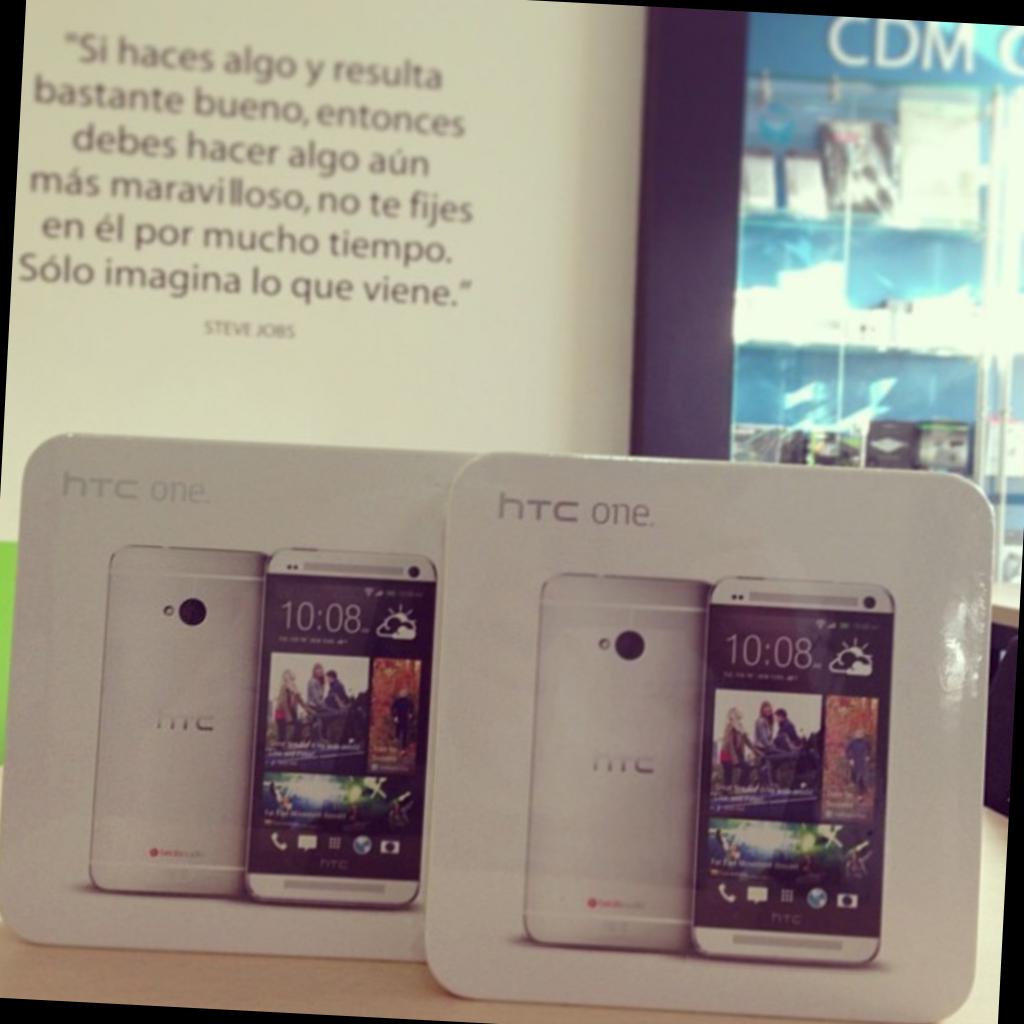 "Si haces algo y resulta
bastante bueno, entonces
debes hacer algo aún
más maravilloso, no te fijes
en él por mucho tiempo.
Sólo imagina lo que viene."
STEVE JOBS
CDM
htc one.
10:08
htc
htc
htc one.
10:08
htc
htc